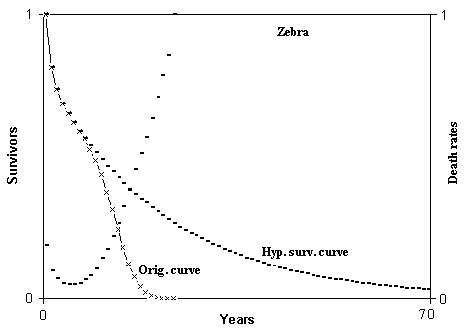 1
1
Zebra
Survivors
Death rates
Hyp.surv.curve
Orig.curve
0
0
0
Years
70